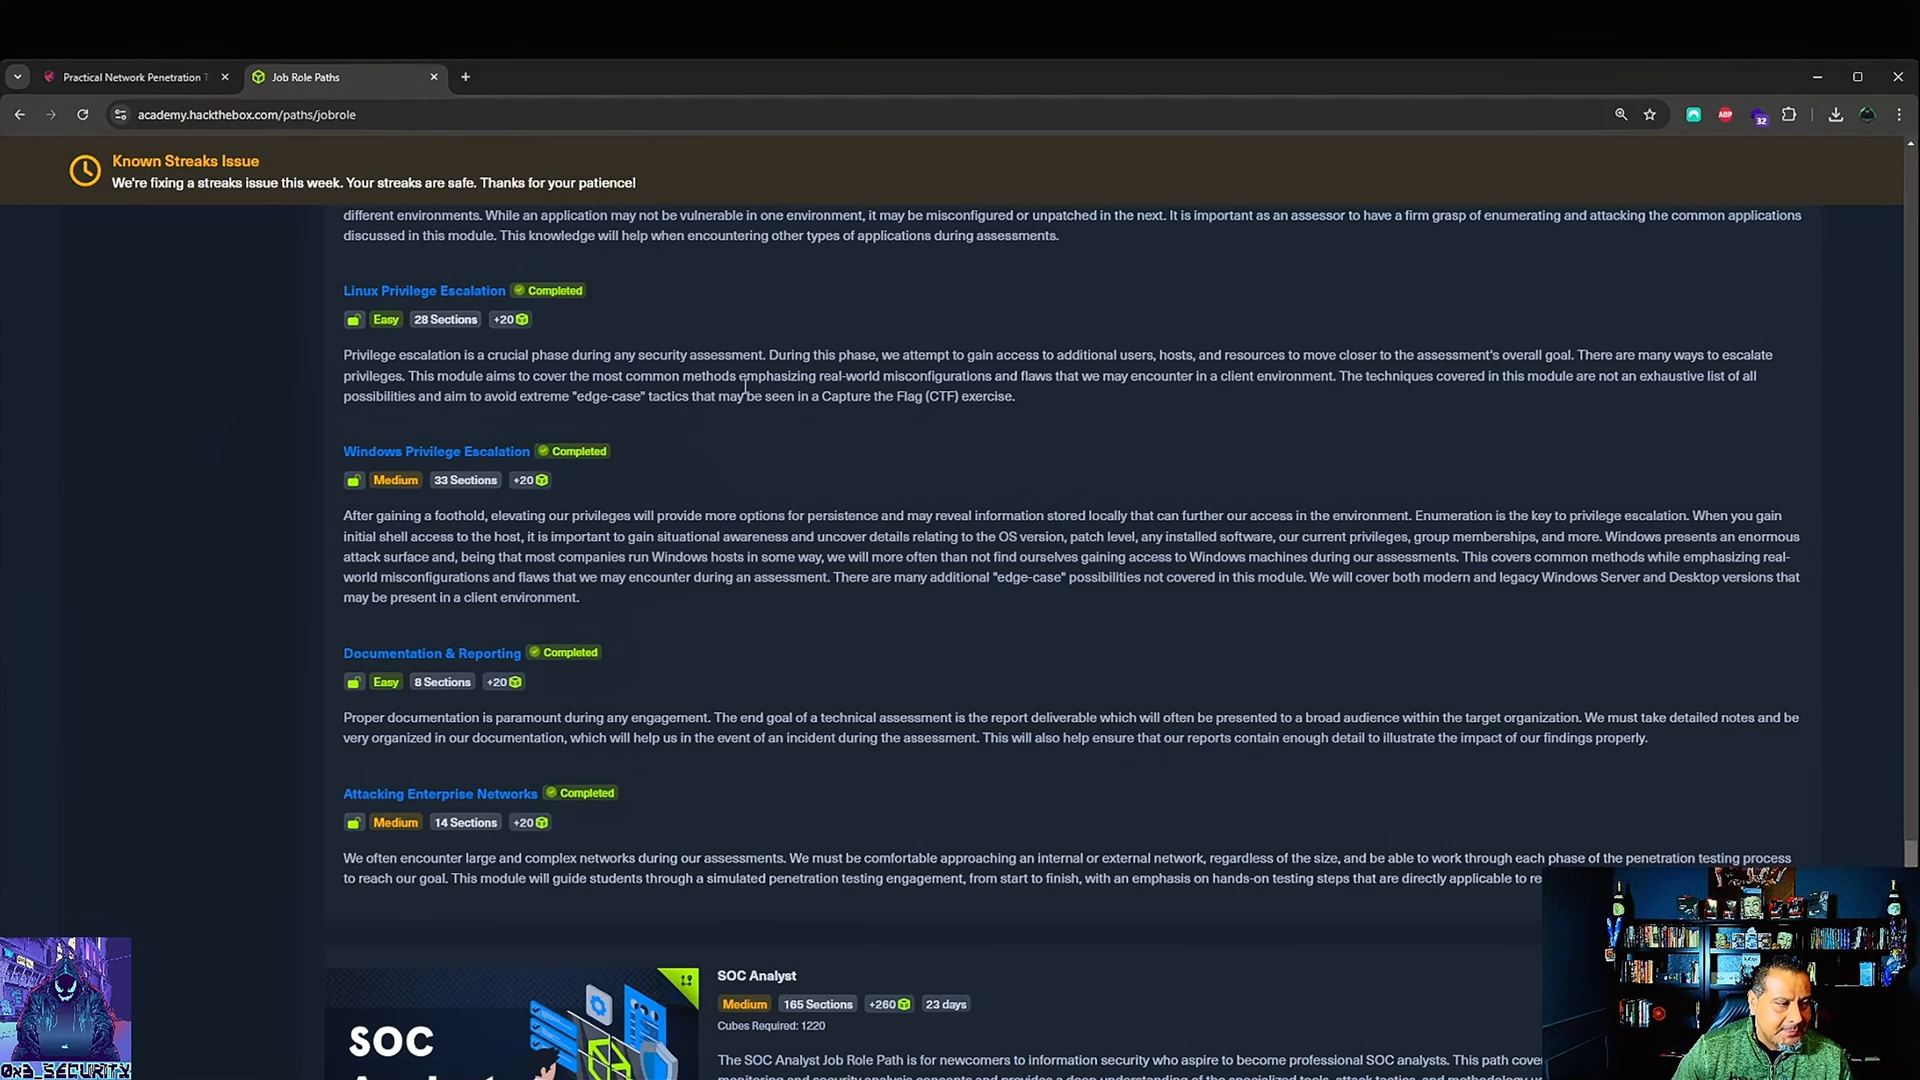 Practical Network Penetration T
Job Role Paths
academy.hackthebox.com/paths/jobrole
ABP
32
Known Streaks Issue
We're fixing a streaks issue this week. Your streaks are safe. Thanks for your patience!
different environments. While an application may not be vulnerable in one environment, it may be misconfigured or unpatched in the next. It is important as an assessor to have a firm grasp of enumerating and attacking the common applications
discussed in this module. This knowledge will help when encountering other types of applications during assessments.
Linux Privilege Escalation Completed
Easy 28 Sections +20
Privilege escalation is a crucial phase during any security assessment. During this phase, we attempt to gain access to additional users, hosts, and resources to move closer to the assessment's overall goal. There are many ways to escalate
privileges. This module aims to cover the most common methods emphasizing real-world misconfigurations and flaws that we may encounter in a client environment. The techniques covered in this module are not an exhaustive list of all
possibilities and aim to avoid extreme "edge-case" tactics that may be seen in a Capture the Flag (CTF) exercise.
Windows Privilege Escalation Completed
Medium 33 Sections +20
After gaining a foothold, elevating our privileges will provide more options for persistence and may reveal information stored locally that can further our access in the environment. Enumeration is the key to privilege escalation. When you gain
initial shell access to the host, it is important to gain situational awareness and uncover details relating to the OS version, patch level, any installed software, our current privileges, group memberships, and more. Windows presents an enormous
attack surface and, being that most companies run Windows hosts in some way, we will more often than not find ourselves gaining access to Windows machines during our assessments. This covers common methods while emphasizing real-
world misconfigurations and flaws that we may encounter during an assessment. There are many additional "edge-case" possibilities not covered in this module. We will cover both modern and legacy Windows Server and Desktop versions that
may be present in a client environment.
Documentation & Reporting Completed
Easy 8 Sections +20
Proper documentation is paramount during any engagement. The end goal of a technical assessment is the report deliverable which will often be presented to a broad audience within the target organization. We must take detailed notes and be
very organized in our documentation, which will help us in the event of an incident during the assessment. This will also help ensure that our reports contain enough detail to illustrate the impact of our findings properly.
Attacking Enterprise Networks Completed
Medium 14 Sections +20
We often encounter large and complex networks during our assessments. We must be comfortable approaching an internal or external network, regardless of the size, and be able to work through each phase of the penetration testing process
to reach our goal. This module will guide students through a simulated penetration testing engagement, from start to finish, with an emphasis on hands-on testing steps that are directly applicable to re
SOC Analyst
Medium 165 Sections +260 23 days
Cubes Required: 1220
SOC
The SOC Analyst Job Role Path is for newcomers to information security who aspire to become professional SOC analysts. This path cove
0xb_SECURITY